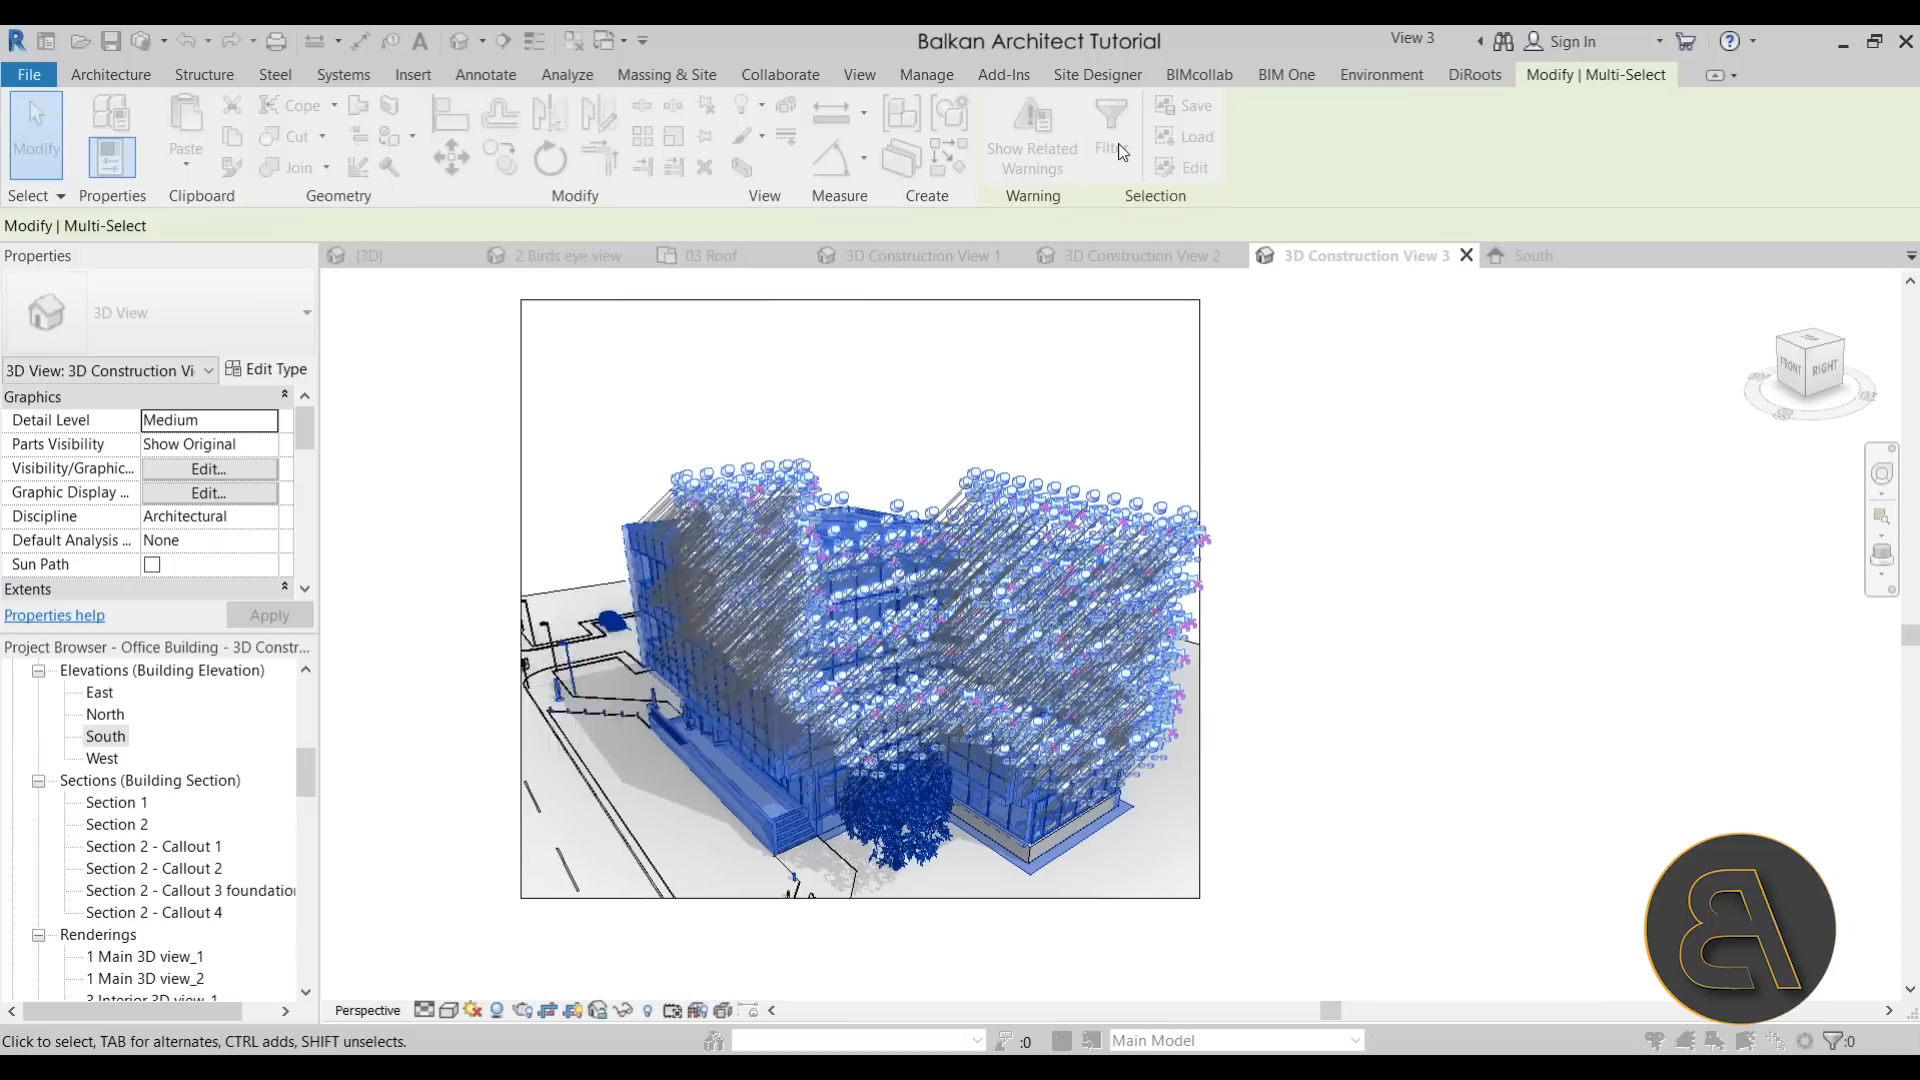 Balkan Architect Tutorial
View 3
Sign In
File
Architecture
Structure
Steel
Systems
Insert
Annotate
Analyze
Massing & Site
Collaborate
View
Manage
Add-Ins
Site Designer
BIMcollab
BIM One
Environment
DiRoots
Modify | Multi-Select
Modify
Paste
Cope
Cut
Join
Show Related
Warnings
Save
Load
Edit
Select
Properties
Clipboard
Geometry
Modify
View
Measure
Create
Warning
Selection
Modify | Multi-Select
Properties
{3D}
2 Birds eye view
03 Roof
3D Construction View 1
3D Construction View 2
3D Construction View 3
South
3D View
3D View: 3D Construction Vi
Edit Type
Graphics
Detail Level
Medium
Parts Visibility
Show Original
Visibility/Graphic...
Edit...
Graphic Display ...
Edit...
Discipline
Architectural
Default Analysis ...
None
Sun Path
Extents
Properties help
Apply
FRONT
RIGHT
Project Browser - Office Building - 3D Constr...
Elevations (Building Elevation)
East
North
South
West
Sections (Building Section)
Section 1
Section 2
Section 2 - Callout 1
Section 2 - Callout 2
Section 2 - Callout 3 foundatio
Section 2 - Callout 4
Renderings
1 Main 3D view_1
1 Main 3D view_2
Perspective
Click to select, TAB for alternates, CTRL adds, SHIFT unselects.
:0
Main Model
:0